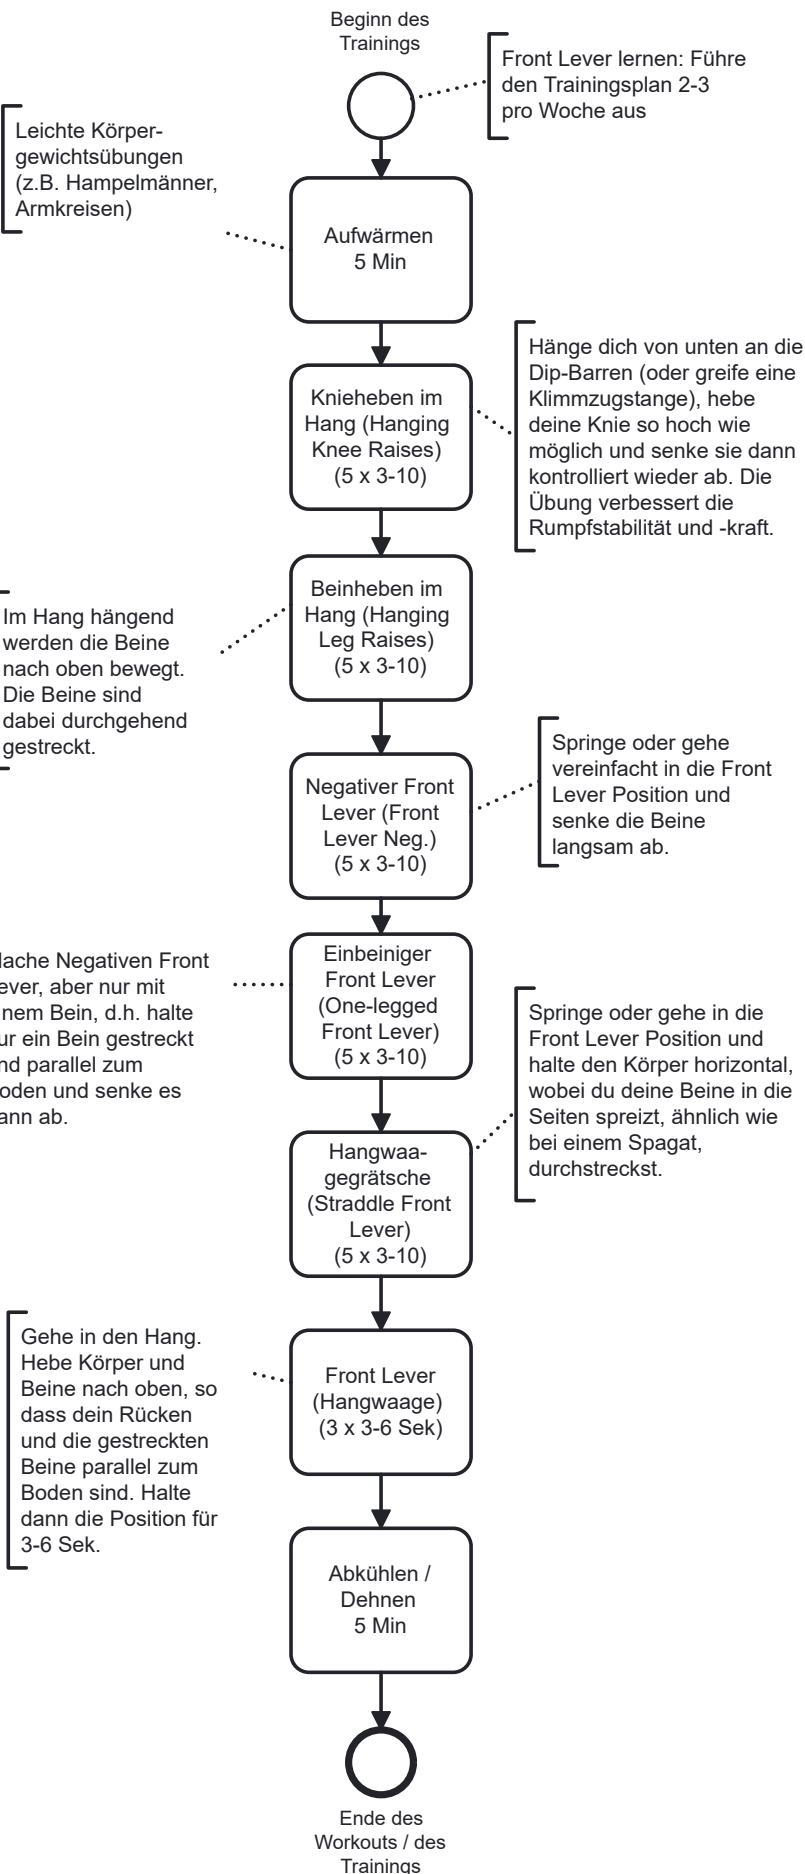 Beginn des
Trainings
Front Lever lernen: Führe
den Trainingsplan 2-3
pro Woche aus
Leichte Körper-
gewichtsübungen
(z.B. Hampelmänner,
Armkreisen)
Aufwärmen
5 Min
Knieheben im
Hang (Hanging
Knee Raises)
(5 x 3-10)
Hänge dich von unten an die
Dip-Barren (oder greife eine
Klimmzugstange), hebe
deine Knie so hoch wie
möglich und senke sie dann
kontrolliert wieder ab. Die
Übung verbessert die
Rumpfstabilität und -kraft.
Beinheben im
Hang (Hanging
Leg Raises)
(5 x 3-10)
Im Hang hängend
werden die Beine
nach oben bewegt.
Die Beine sind
dabei durchgehend
gestreckt.
Negativer Front
Lever (Front
Lever Neg.)
(5 x 3-10)
Springe oder gehe
vereinfacht in die Front
Lever Position und
senke die Beine
langsam ab.
Einbeiniger
Front Lever
(One-legged
Front Lever)
(5 x 3-10)
Negativen Front
aber nur mit
Bein, d.h. halte
ein Bein gestreckt
parallel zum
und senke es
ab.
Springe oder gehe in die
Front Lever Position und
halte den Körper horizontal,
wobei du deine Beine in die
Seiten spreizt, ähnlich wie
bei einem Spagat,
durchstreckst.
Hangwaa-
gegrätsche
(Straddle Front
Lever)
(5 x 3-10)
Gehe in den Hang.
Hebe Körper und
Beine nach oben, so
dass dein Rücken
und die gestreckten
Beine parallel zum
Boden sind. Halte
dann die Position für
3-6 Sek.
Front Lever
(Hangwaage)
(3 x 3-6 Sek)
Abkühlen /
Dehnen
5 Min
Ende des
Workouts / des
Trainings